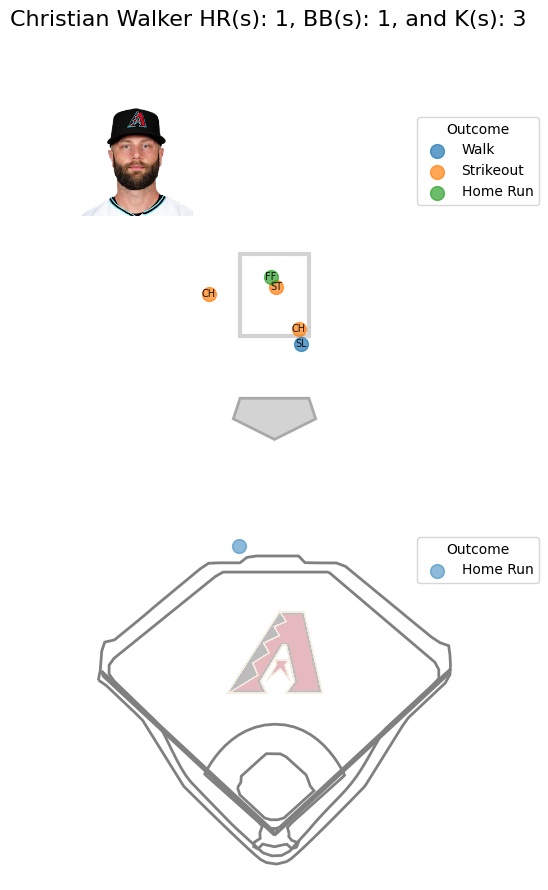 Christian Walker HR(s): 1, BB(s): 1, and K(s): 3
Outcome
Walk
Strikeout
Home Run
FF
ST
CH
CH
SL
Outcome
Home Run